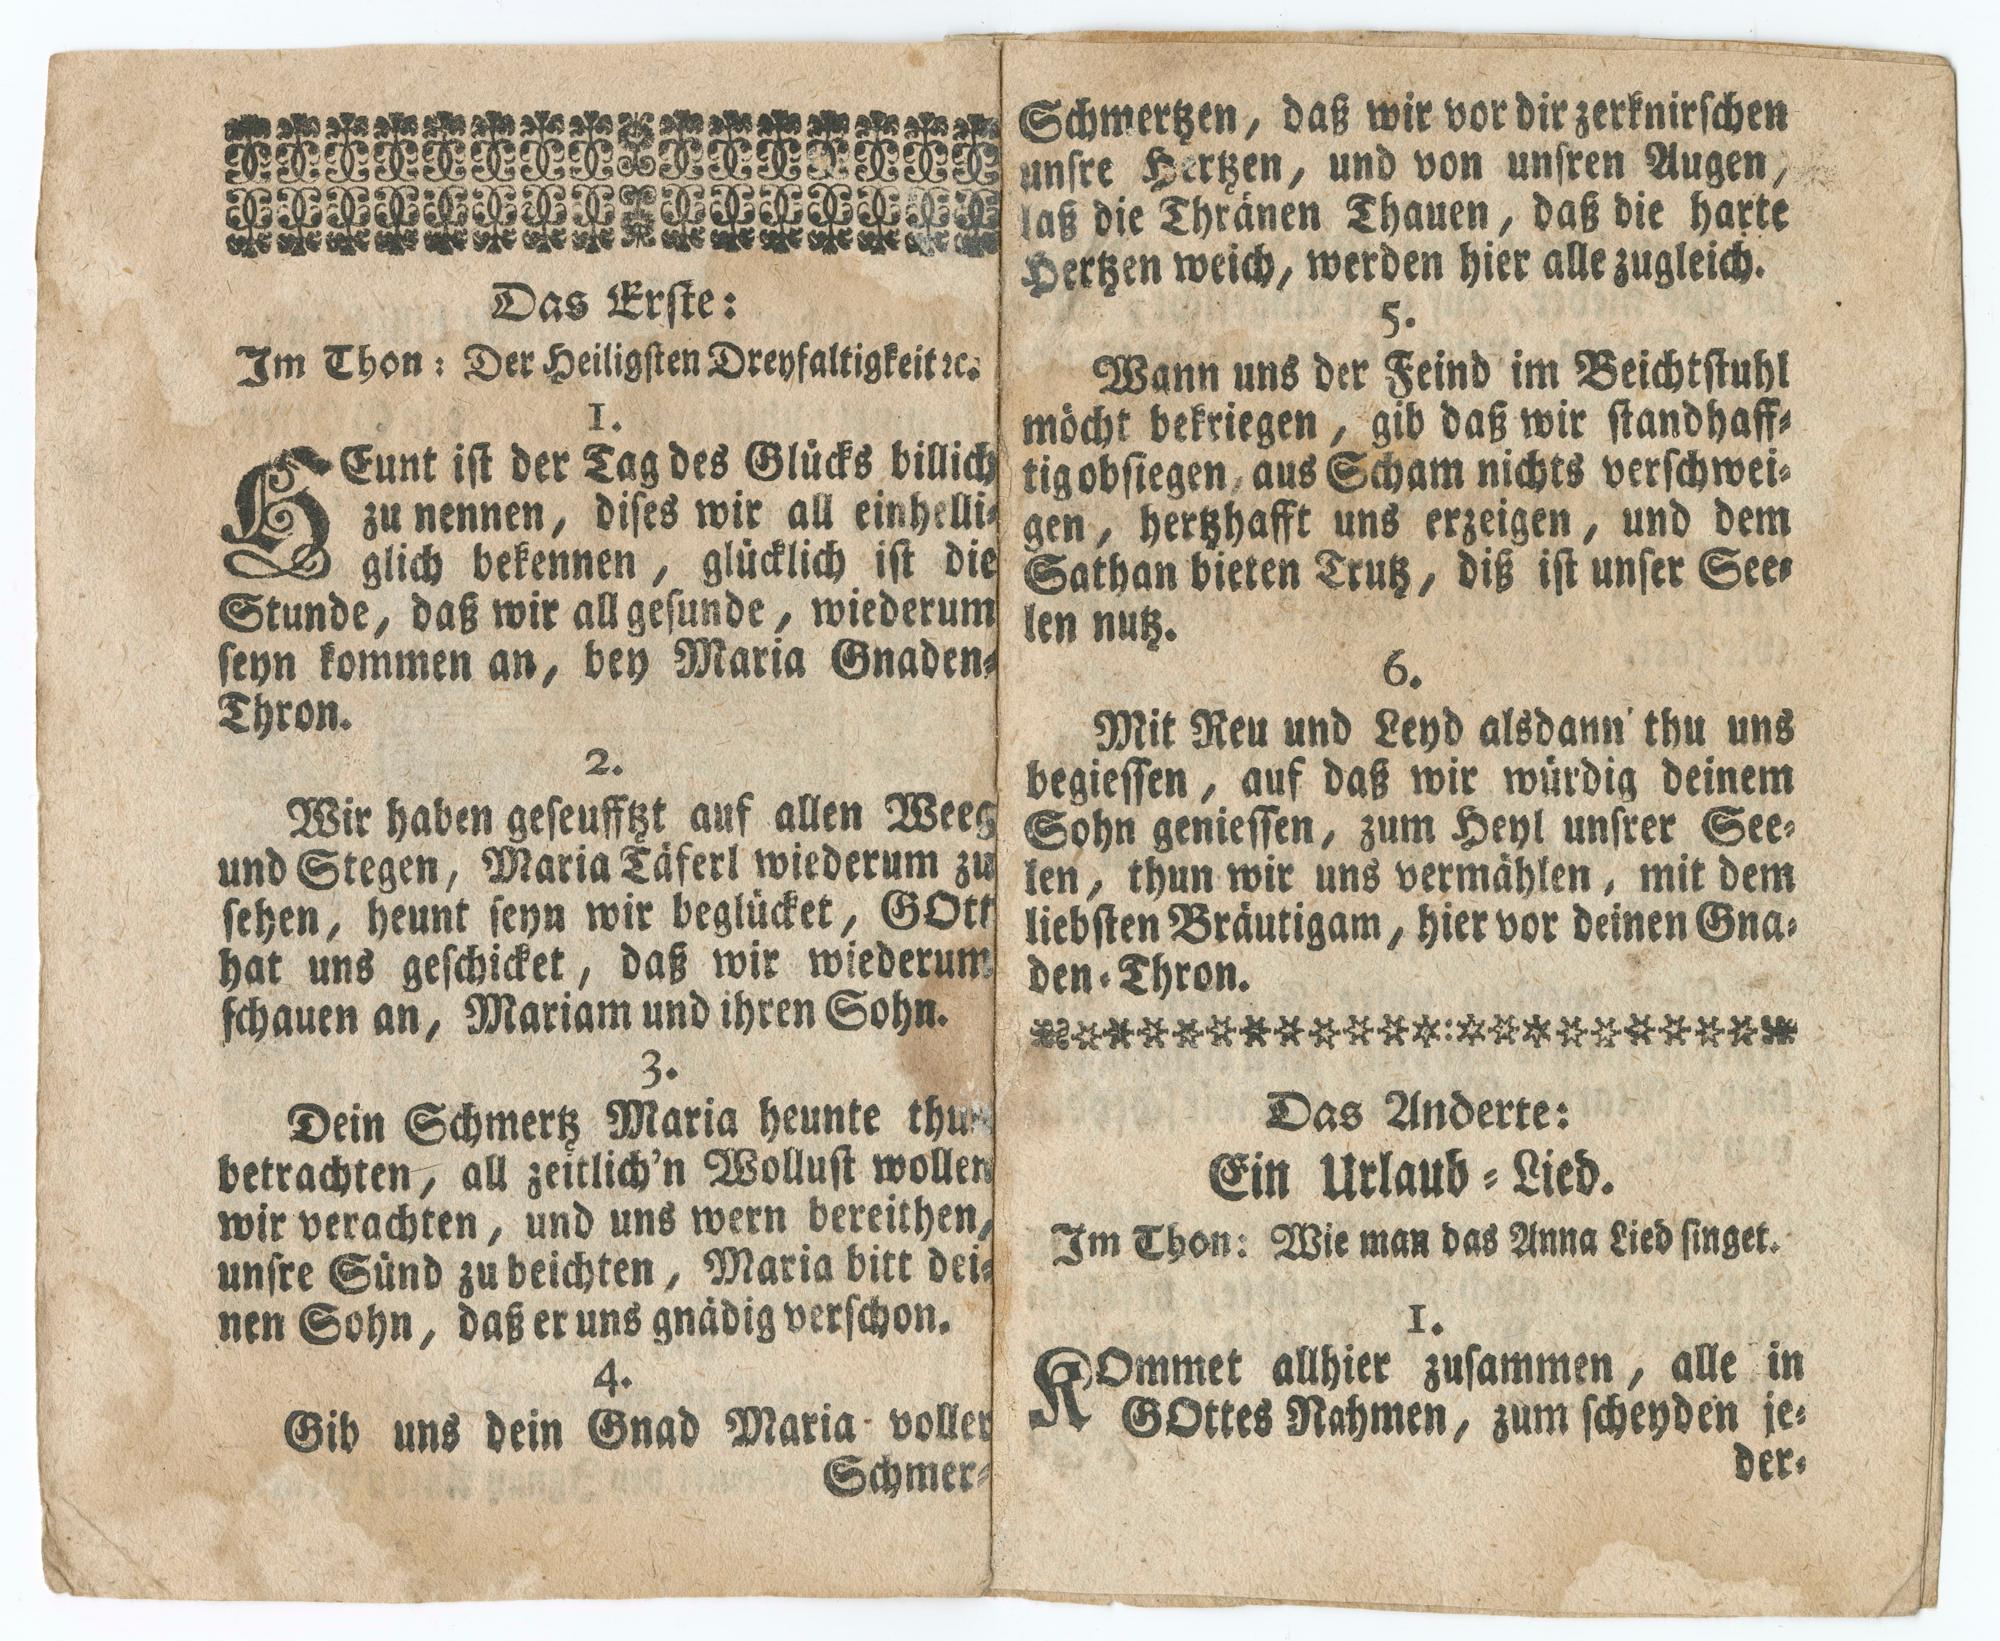 Das Erste:
Im Thon: Der Heiligsten Dreyfaltigkeit ꝛc.
1.
HEunt ist der Tag des Glücks billich
zu nennen, dises wir all einhelli-
glich bekennen, glücklich ist die
Stunde, daß wir all gesunde, wiederum
seyn kommen an, bey Maria Gnaden-
Thron.
2.
Wir haben geseufftzt auf allen Weeg
und Stegen, Maria Täferl wiederum zu
sehen, heunt seyn wir beglücket, GOtt
hat uns geschicket, daß wir wiederum
schauen an, Mariam und ihren Sohn.
3.
Dein Schmertz Maria heunte thun
betrachten, all zeitlich'n Wollust wollen
wir verachten, und uns wern bereithen,
unsre Sünd zu beichten, Maria bitt dei-
nen Sohn, daß er uns gnädig verschon.
4.
Gib uns dein Gnad Maria voller
Schmer-
Schmertzen, daß wir vor dir zerknirschen
unsre Hertzen, und von unsren Augen,
laß die Thränen Thauen, daß die harte
Hertzen weich, werden hier alle zugleich.
5.
Wann uns der Feind im Beichtstuhl
möcht bekriegen, gib daß wir standhaff-
tig obsiegen, aus Scham nichts verschwei-
gen, hertzhafft uns erzeigen, und dem
Sathan bieten Trutz, diß ist unser See-
len nutz.
6.
Mit Reu und Leyd alsdann thu uns
begiessen, auf daß wir würdig deinem
Sohn geniessen, zum Heyl unsrer See-
len, thun wir uns vermählen, mit dem
liebsten Bräutigam, hier vor deinen Gna-
den-Thron.
Das Anderte:
Ein Urlaub-Lied.
Im Thon: Wie man das Anna Lied singet.
1.
KOmmet allhier zusammen, alle in
GOttes Nahmen, zum scheyden je-
der-